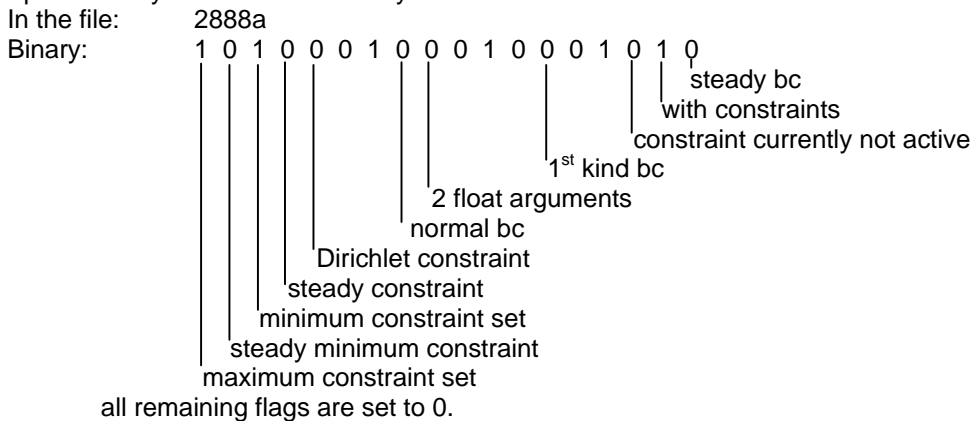 In the file: 2888a
Binary: 1 0 1 0 0 0 1 0 0 0 1 0 0 0 1 0 1 0
steady bc
with constraints
constraint currently not active
1st kind bc
2 float arguments
normal bc
Dirichlet constraint
steady constraint
minimum constraint set
steady minimum constraint
maximum constraint set
all remaining flags are set to 0.